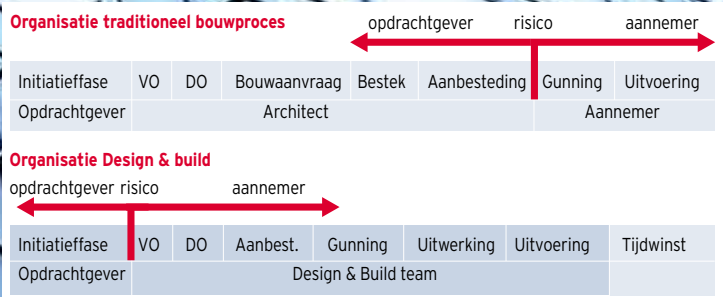 Organisatie traditioneel bouwproces opdrachtgever risico aannemer
Initiatieffase VO DO Bouwaanvraag Bestek Aanbesteding Gunning Uitvoering
Opdrachtgever Architect Aannemer
Organisatie Design & build
opdrachtgever risico aannemer
Initiatieffase VO DO Aanbest. Gunning Uitwerking Uitvoering Tijdwinst
Opdrachtgever Design & Build team